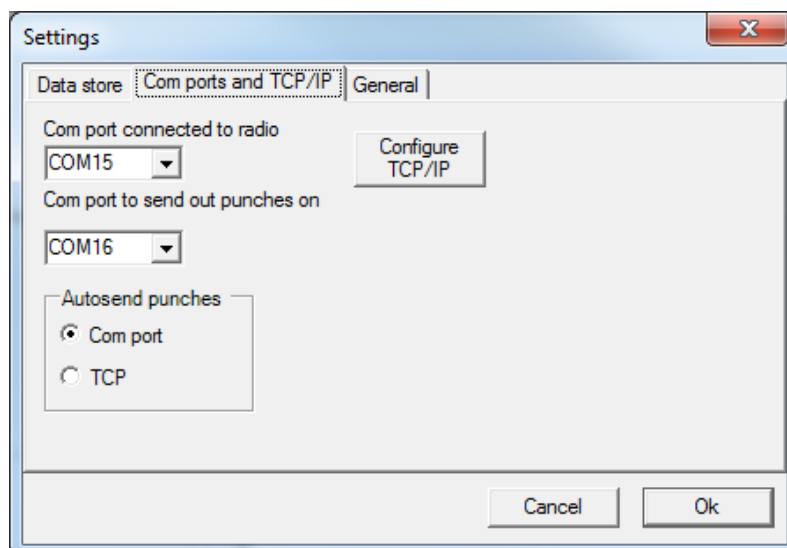 Settings
Data store
Com ports and TCP/IP
General
Com port connected to radio
COM15
Configure
TCP/IP
Com port to send out punches on
COM16
Autosend punches
Com port
TCP
Cancel
Ok